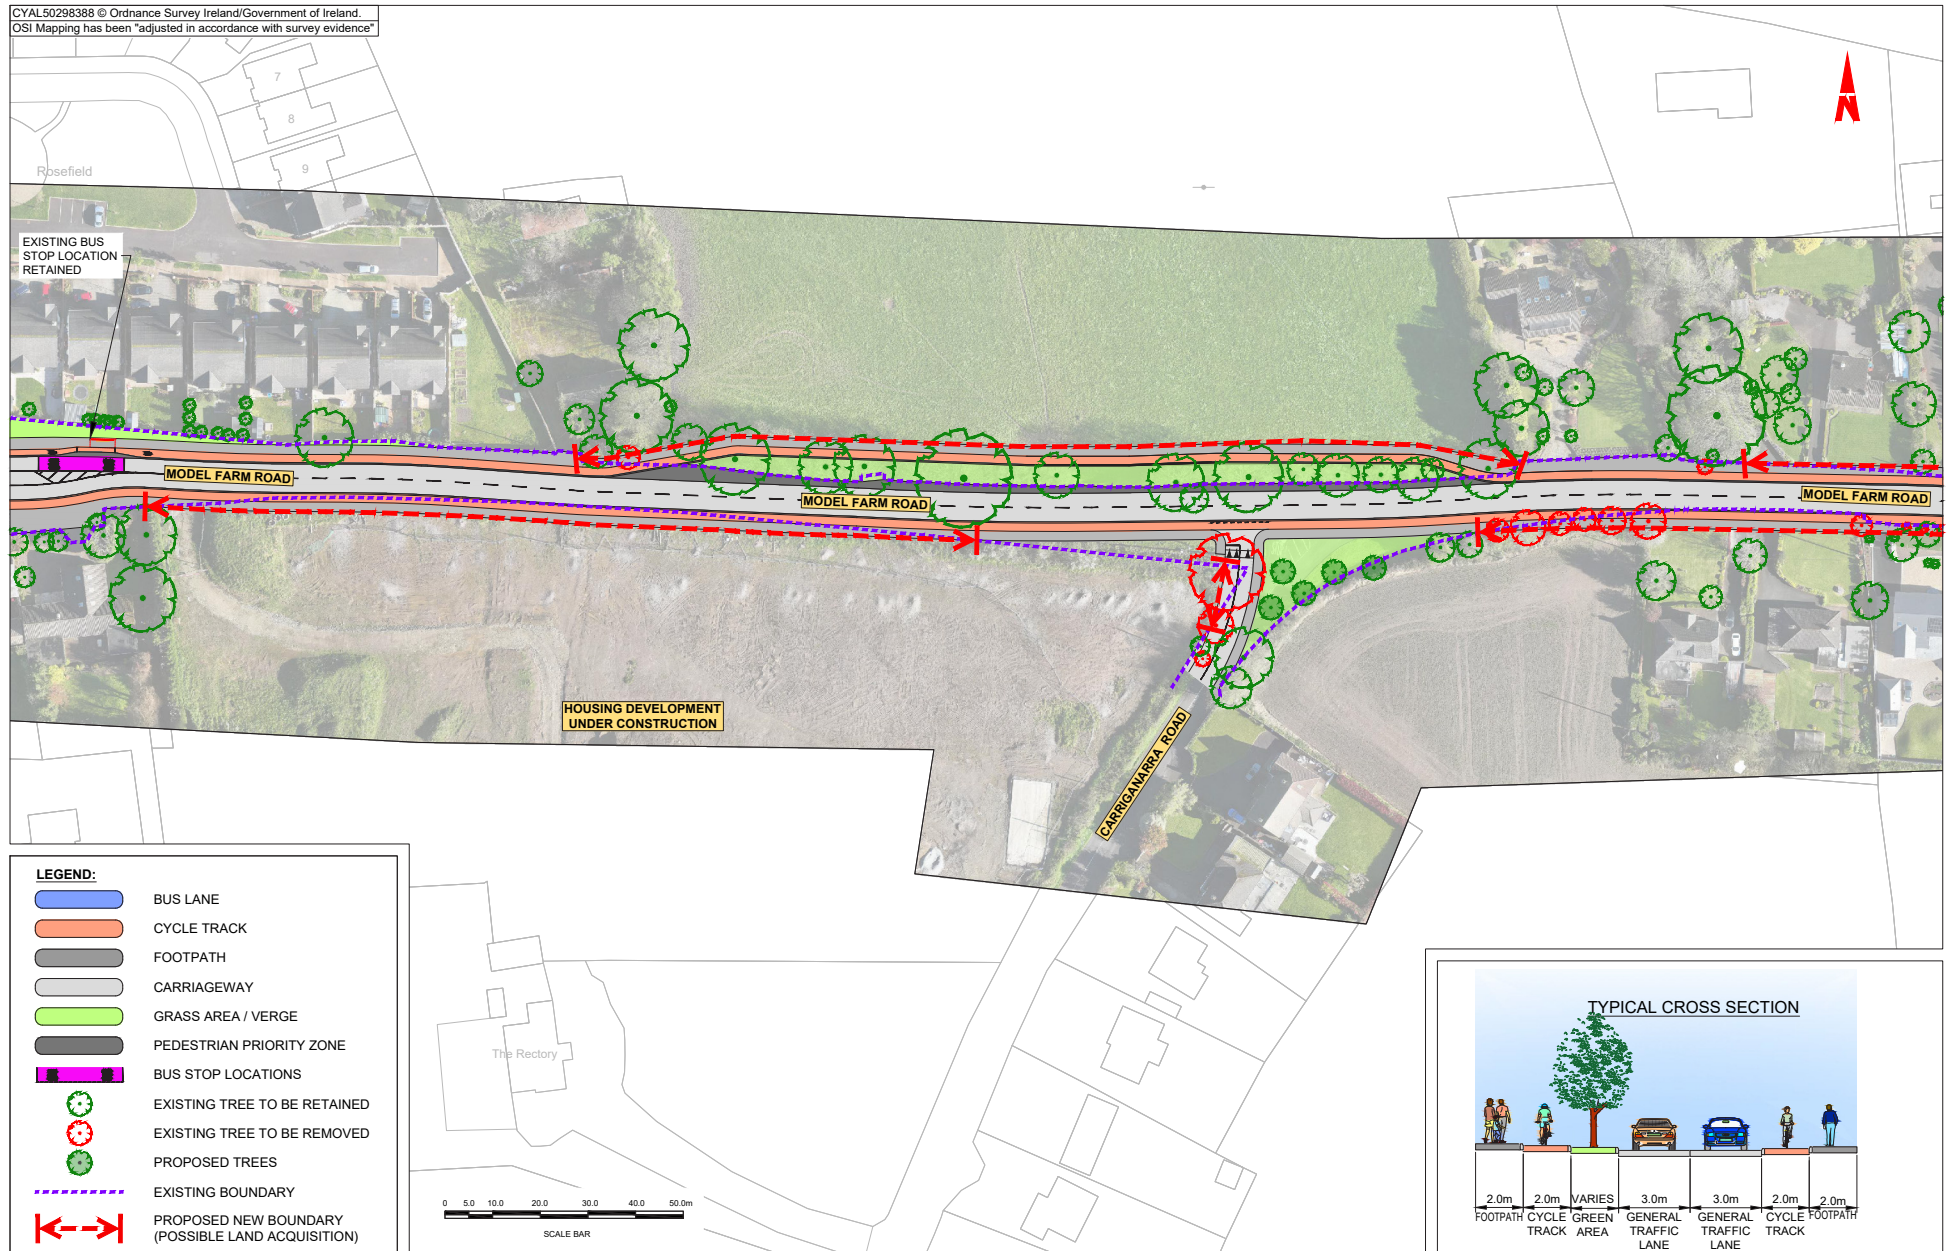 CYAL50298388 © Ordnance Survey Ireland/Government of Ireland.
OSI Mapping has been "adjusted in accordance with survey evidence"
7
8
9
Rosefield
N
EXISTING BUS
STOP LOCATION
RETAINED
MODEL FARM ROAD
MODEL FARM ROAD
MODEL FARM ROAD
HOUSING DEVELOPMENT
UNDER CONSTRUCTION
CARRIGANARRA ROAD
LEGEND:
BUS LANE
CYCLE TRACK
FOOTPATH
CARRIAGEWAY
GRASS AREA / VERGE
PEDESTRIAN PRIORITY ZONE
BUS STOP LOCATIONS
EXISTING TREE TO BE RETAINED
EXISTING TREE TO BE REMOVED
PROPOSED TREES
EXISTING BOUNDARY
PROPOSED NEW BOUNDARY
(POSSIBLE LAND ACQUISITION)
The Rectory
0 5.0 10.0 20.0 30.0 40.0 50.0m
SCALE BAR
TYPICAL CROSS SECTION
2.0m 2.0m VARIES 3.0m 3.0m 2.0m 2.0m
FOOTPATH CYCLE GREEN GENERAL GENERAL CYCLE FOOTPATH
TRACK AREA TRAFFIC TRAFFIC TRACK
LANE LANE